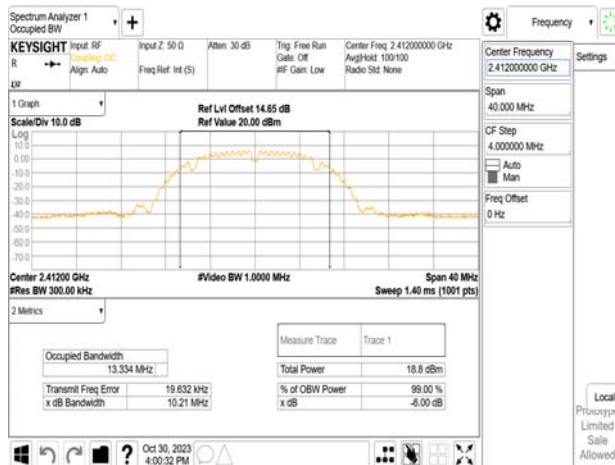 Spectrum Analyzer 1
Occupied BW
Frequency
KEYSIGHT
R
Input: RF
Coupling: DC
Align: Auto
Input Z: 50 Ω
Freq Ref: Int (S)
Atten: 30 dB
Trig: Free Run
Gate: Off
#IF Gain: Low
Center Freq: 2.412000000 GHz
Avg|Hold: 100/100
Radio Std: None
1 Graph
Scale/Div 10.0 dB
Ref Lvl Offset 14.65 dB
Ref Value 20.00 dBm
Log
10.0
0.00
-10.0
-20.0
-30.0
-40.0
-50.0
-60.0
-70.0
Center 2.41200 GHz
#Res BW 300.00 kHz
#Video BW 1.0000 MHz
Span 40 MHz
Sweep 1.40 ms (1001 pts)
2 Metrics
Measure Trace
Trace 1
Occupied Bandwidth
13.334 MHz
Total Power
18.8 dBm
Transmit Freq Error
19.632 kHz
% of OBW Power
99.00 %
x dB Bandwidth
10.21 MHz
x dB
-6.00 dB
Center Frequency
2.412000000 GHz
Settings
Span
40.000 MHz
CF Step
4.000000 MHz
Auto
Man
Freq Offset
0 Hz
Local
Prototype
Limited
Sale
Allowed
?
Oct 30, 2023
4:00:32 PM